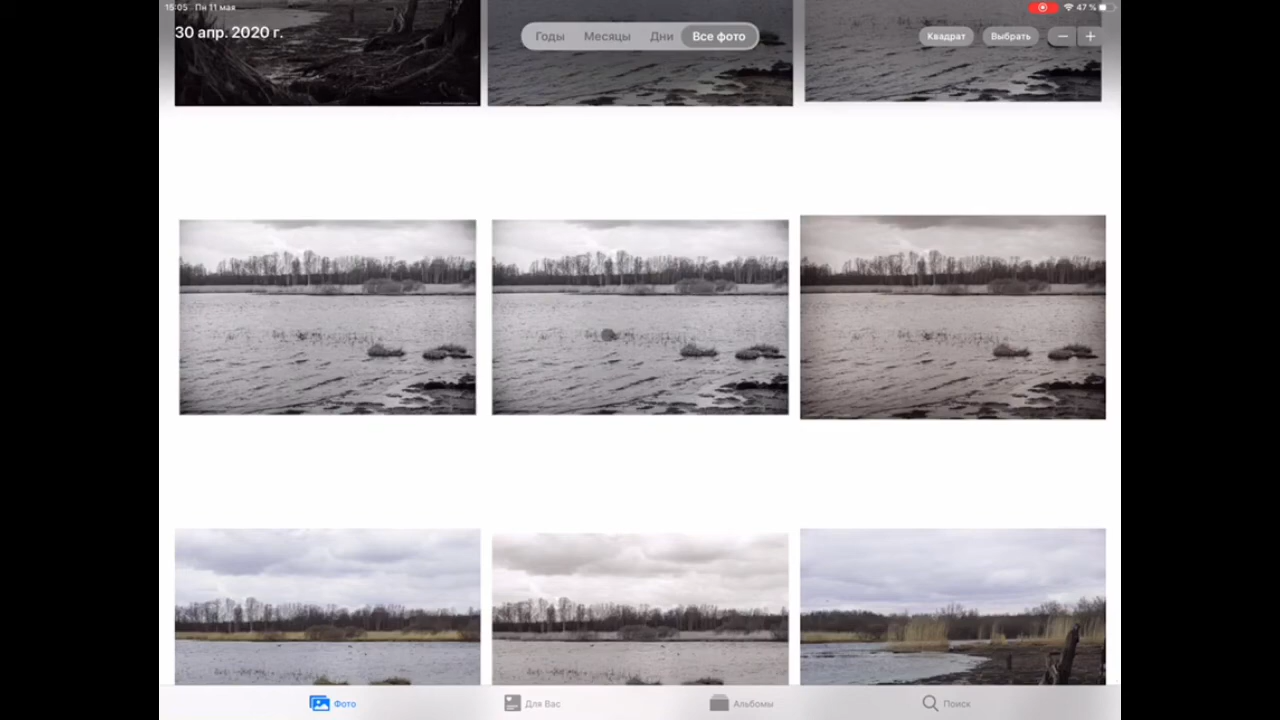 15:05 Пн 11 мая
47 %
30 апр. 2020 г.
Годы Месяцы Дни Все фото
Квадрат Выбрать — +
Фото Для Вас Альбомы Поиск